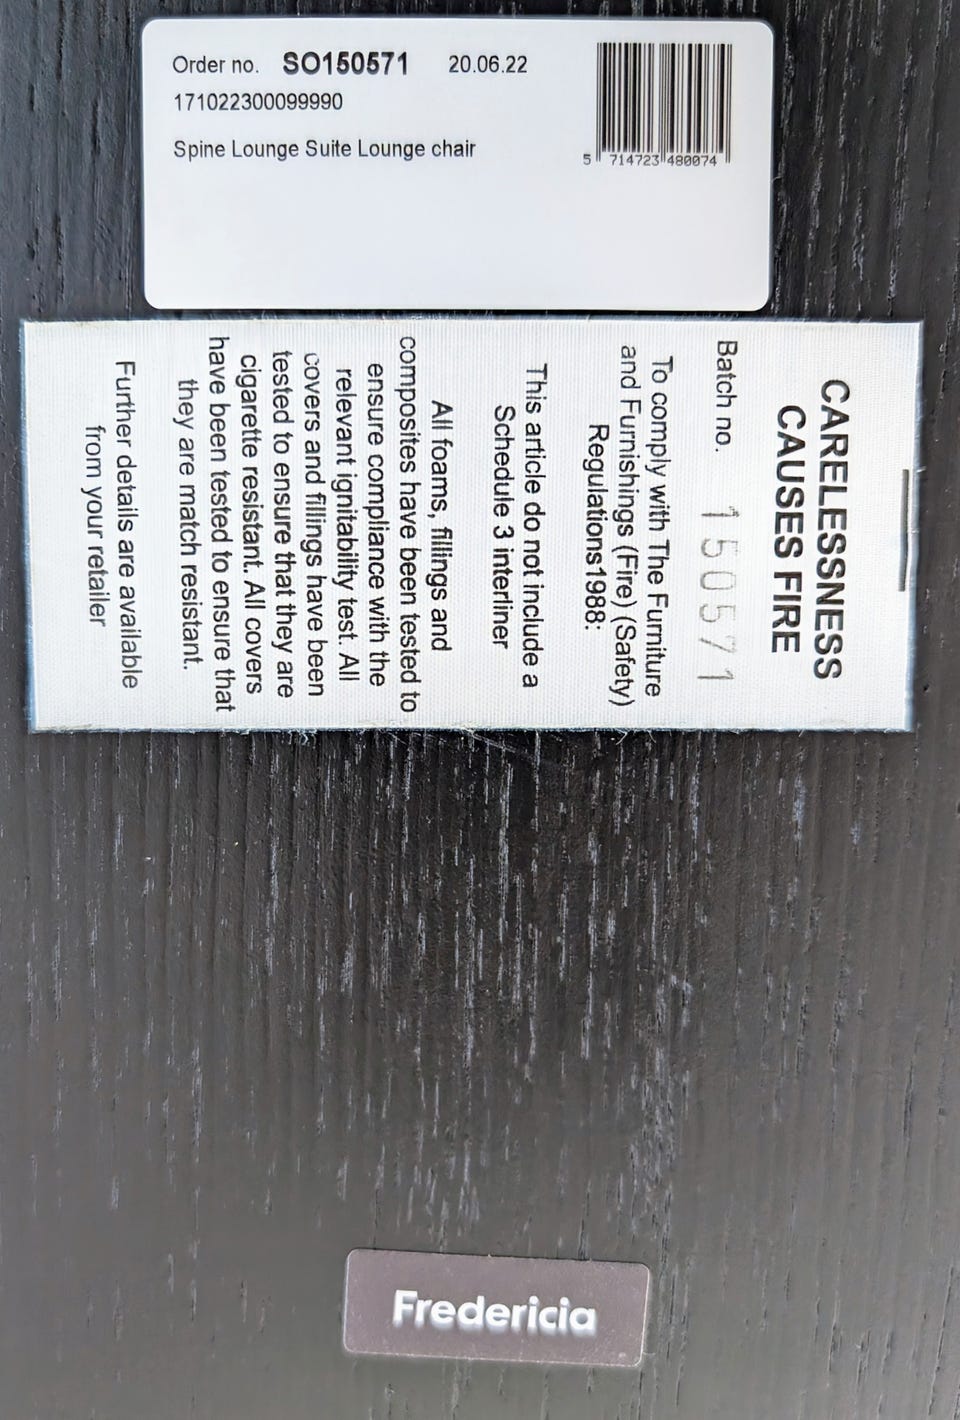 Order no. SO150571 20.06.22
171022300099990
Spine Lounge Suite Lounge chair
5 714723 480074
CARELESSNESS
CAUSES FIRE
Batch no. 150571
To comply with The Furniture
and Furnishings (Fire) (Safety)
Regulations1988:
This article do not include a
Schedule 3 interliner
All foams, fillings and
composites have been tested to
ensure compliance with the
relevant ignitability test. All
covers and fillings have been
tested to ensure that they are
cigarette resistant. All covers
have been tested to ensure that
they are match resistant.
Further details are available
from your retailer
Fredericia